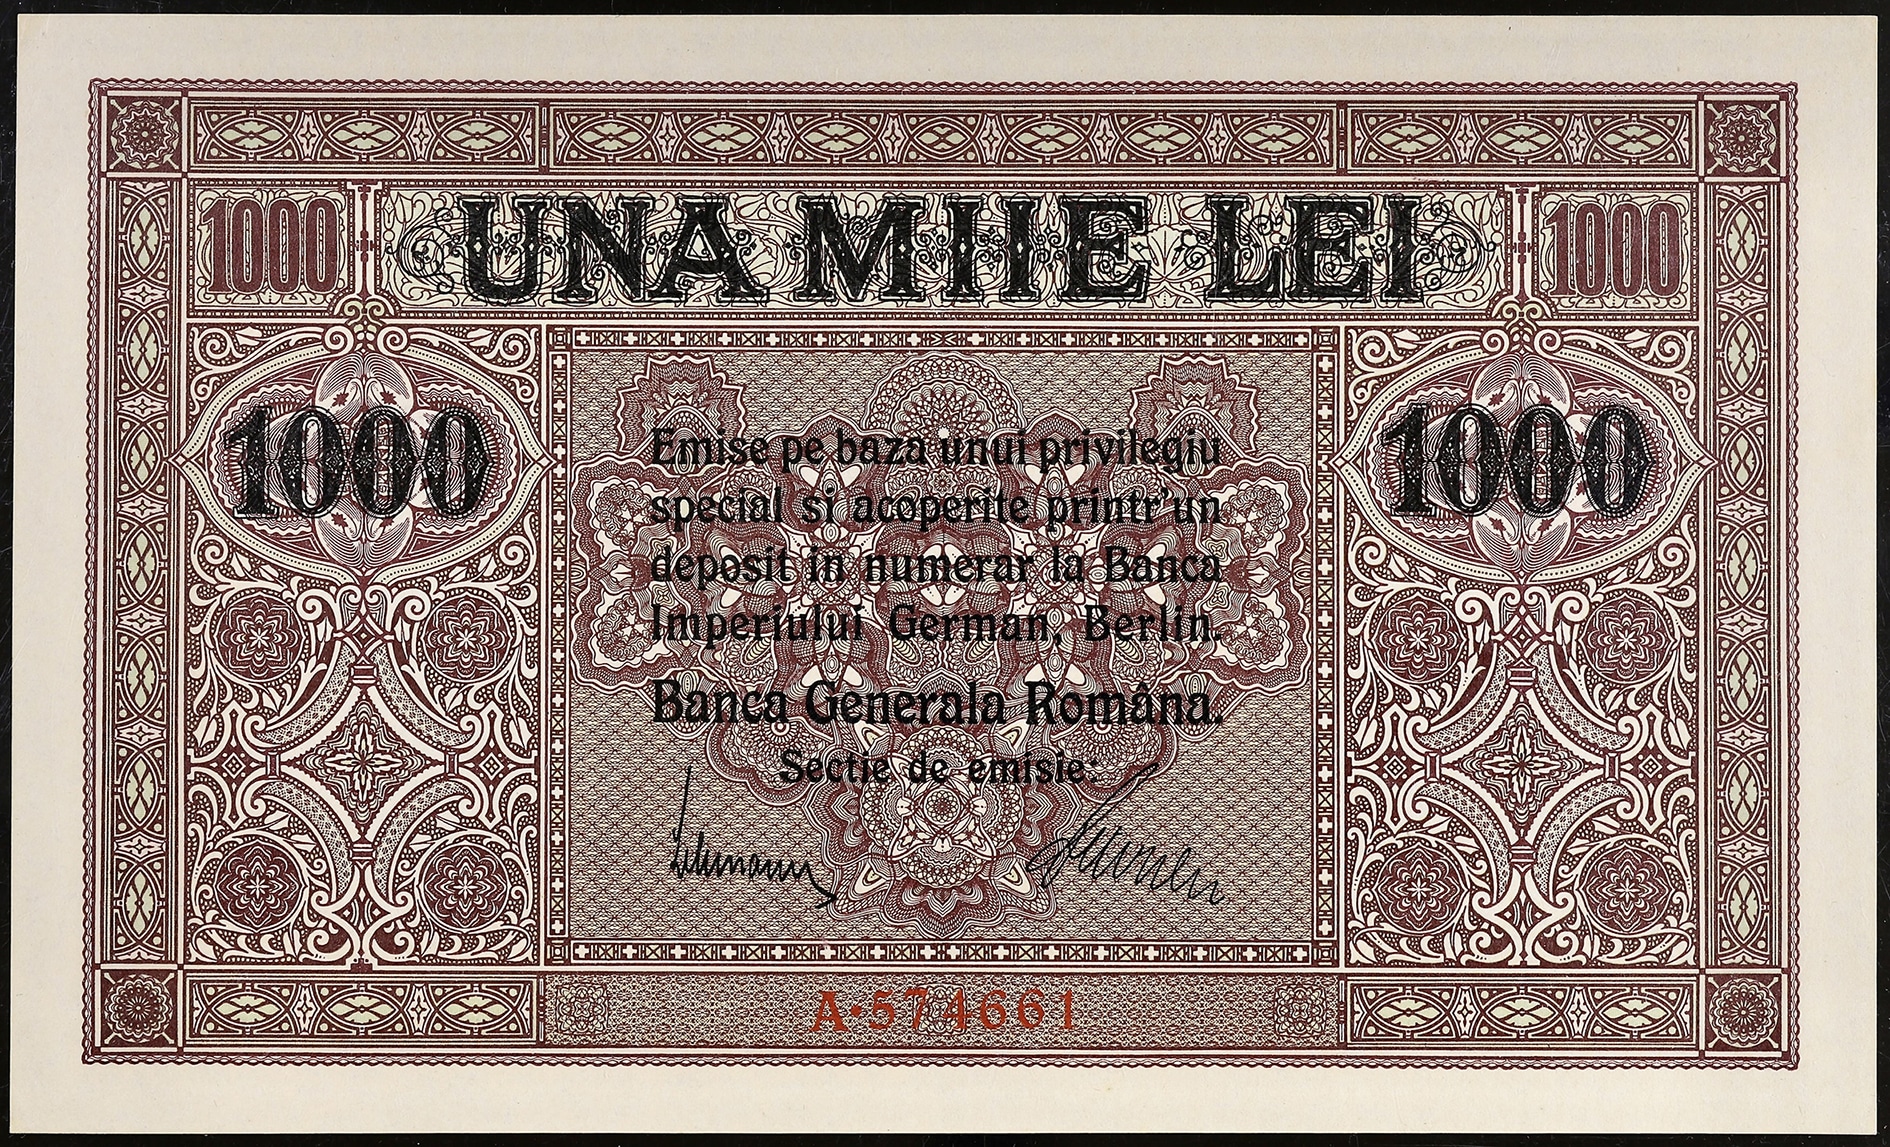 1000 UNA MIIE LEI 1000
1000 1000
Emise pe baza unui privilegiu
special si acoperite printr'un
deposit in numerar la Banca
Imperiului German, Berlin.
Banca Generala Română.
Sectie de emisie:
A·574661